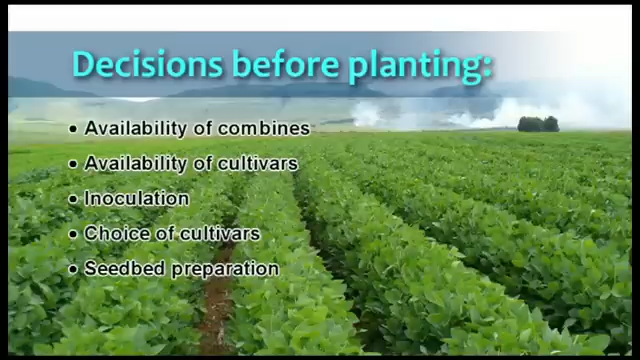 Decisions before planting:
• Availability of combines
• Availability of cultivars
• Inoculation
• Choice of cultivars
• Seedbed preparation